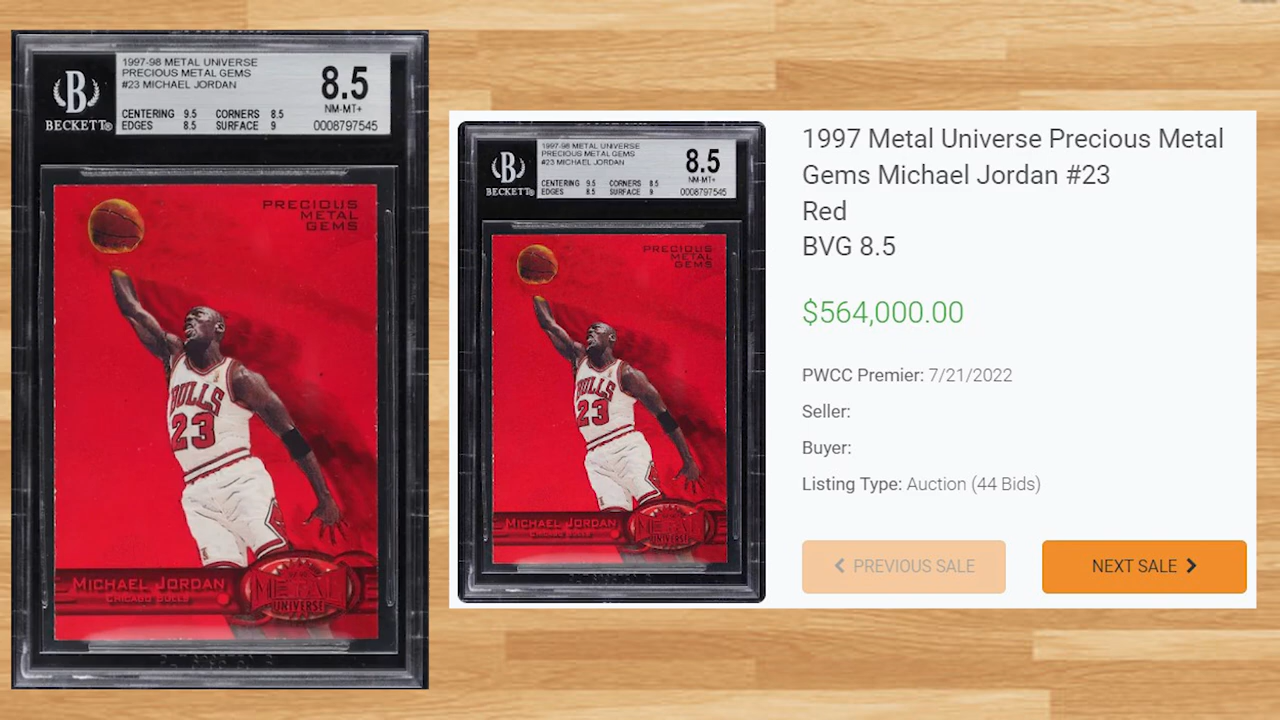 1997-98 METAL UNIVERSE
PRECIOUS METAL GEMS
#23 MICHAEL JORDAN
8.5
NM-MT+
CENTERING 9.5 CORNERS 8.5
EDGES 8.5 SURFACE 9
0008797545
B
BECKETT®
PRECIOUS
METAL
GEMS
BULLS
23
MICHAEL JORDAN
CHICAGO BULLS
METAL
UNIVERSE
1997-98 METAL UNIVERSE
PRECIOUS METAL GEMS
#23 MICHAEL JORDAN
8.5
NM-MT+
CENTERING 9.5 CORNERS 8.5
EDGES 8.5 SURFACE 9
0008797545
B
BECKETT®
PRECIOUS
METAL
GEMS
BULLS
23
MICHAEL JORDAN
CHICAGO BULLS
METAL
UNIVERSE
1997 Metal Universe Precious Metal
Gems Michael Jordan #23
Red
BVG 8.5
$564,000.00
PWCC Premier: 7/21/2022
Seller:
Buyer:
Listing Type: Auction (44 Bids)
PREVIOUS SALE
NEXT SALE